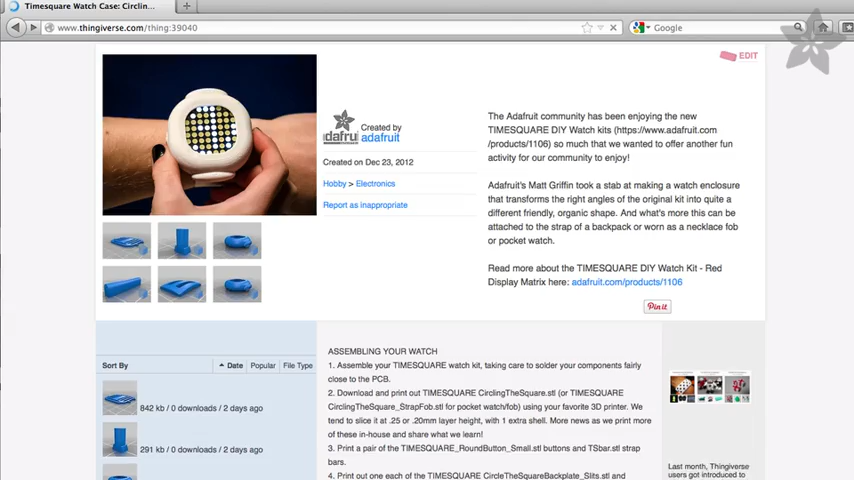 Timesquare Watch Case: Circlin...
www.thingiverse.com/thing:39040
Google
EDIT
Created by
adafruit
Created on Dec 23, 2012
Hobby > Electronics
Report as inappropriate
The Adafruit community has been enjoying the new
TIMESQUARE DIY Watch kits (https://www.adafruit.com
/products/1106) so much that we wanted to offer another fun
activity for our community to enjoy!
Adafruit's Matt Griffin took a stab at making a watch enclosure
that transforms the right angles of the original kit into quite a
different friendly, organic shape. And what's more this can be
attached to the strap of a backpack or worn as a necklace fob
or pocket watch.
Read more about the TIMESQUARE DIY Watch Kit - Red
Display Matrix here: adafruit.com/products/1106
Pin it
Sort By
Date
Popular
File Type
842 kb / 0 downloads / 2 days ago
291 kb / 0 downloads / 2 days ago
ASSEMBLING YOUR WATCH
1. Assemble your TIMESQUARE watch kit, taking care to solder your components fairly
close to the PCB.
2. Download and print out TIMESQUARE CirclingTheSquare.stl (or TIMESQUARE
CirclingTheSquare_StrapFob.stl for pocket watch/fob) using your favorite 3D printer. We
tend to slice it at .25 or .20mm layer height, with 1 extra shell. More news as we print more
of these in-house and share what we learn!
3. Print a pair of the TIMESQUARE_RoundButton_Small.stl buttons and TSbar.stl strap
bars.
4. Print out one each of the TIMESQUARE CircleTheSquareBackplate_Slits.stl and
Last month, Thingiverse
users got introduced to